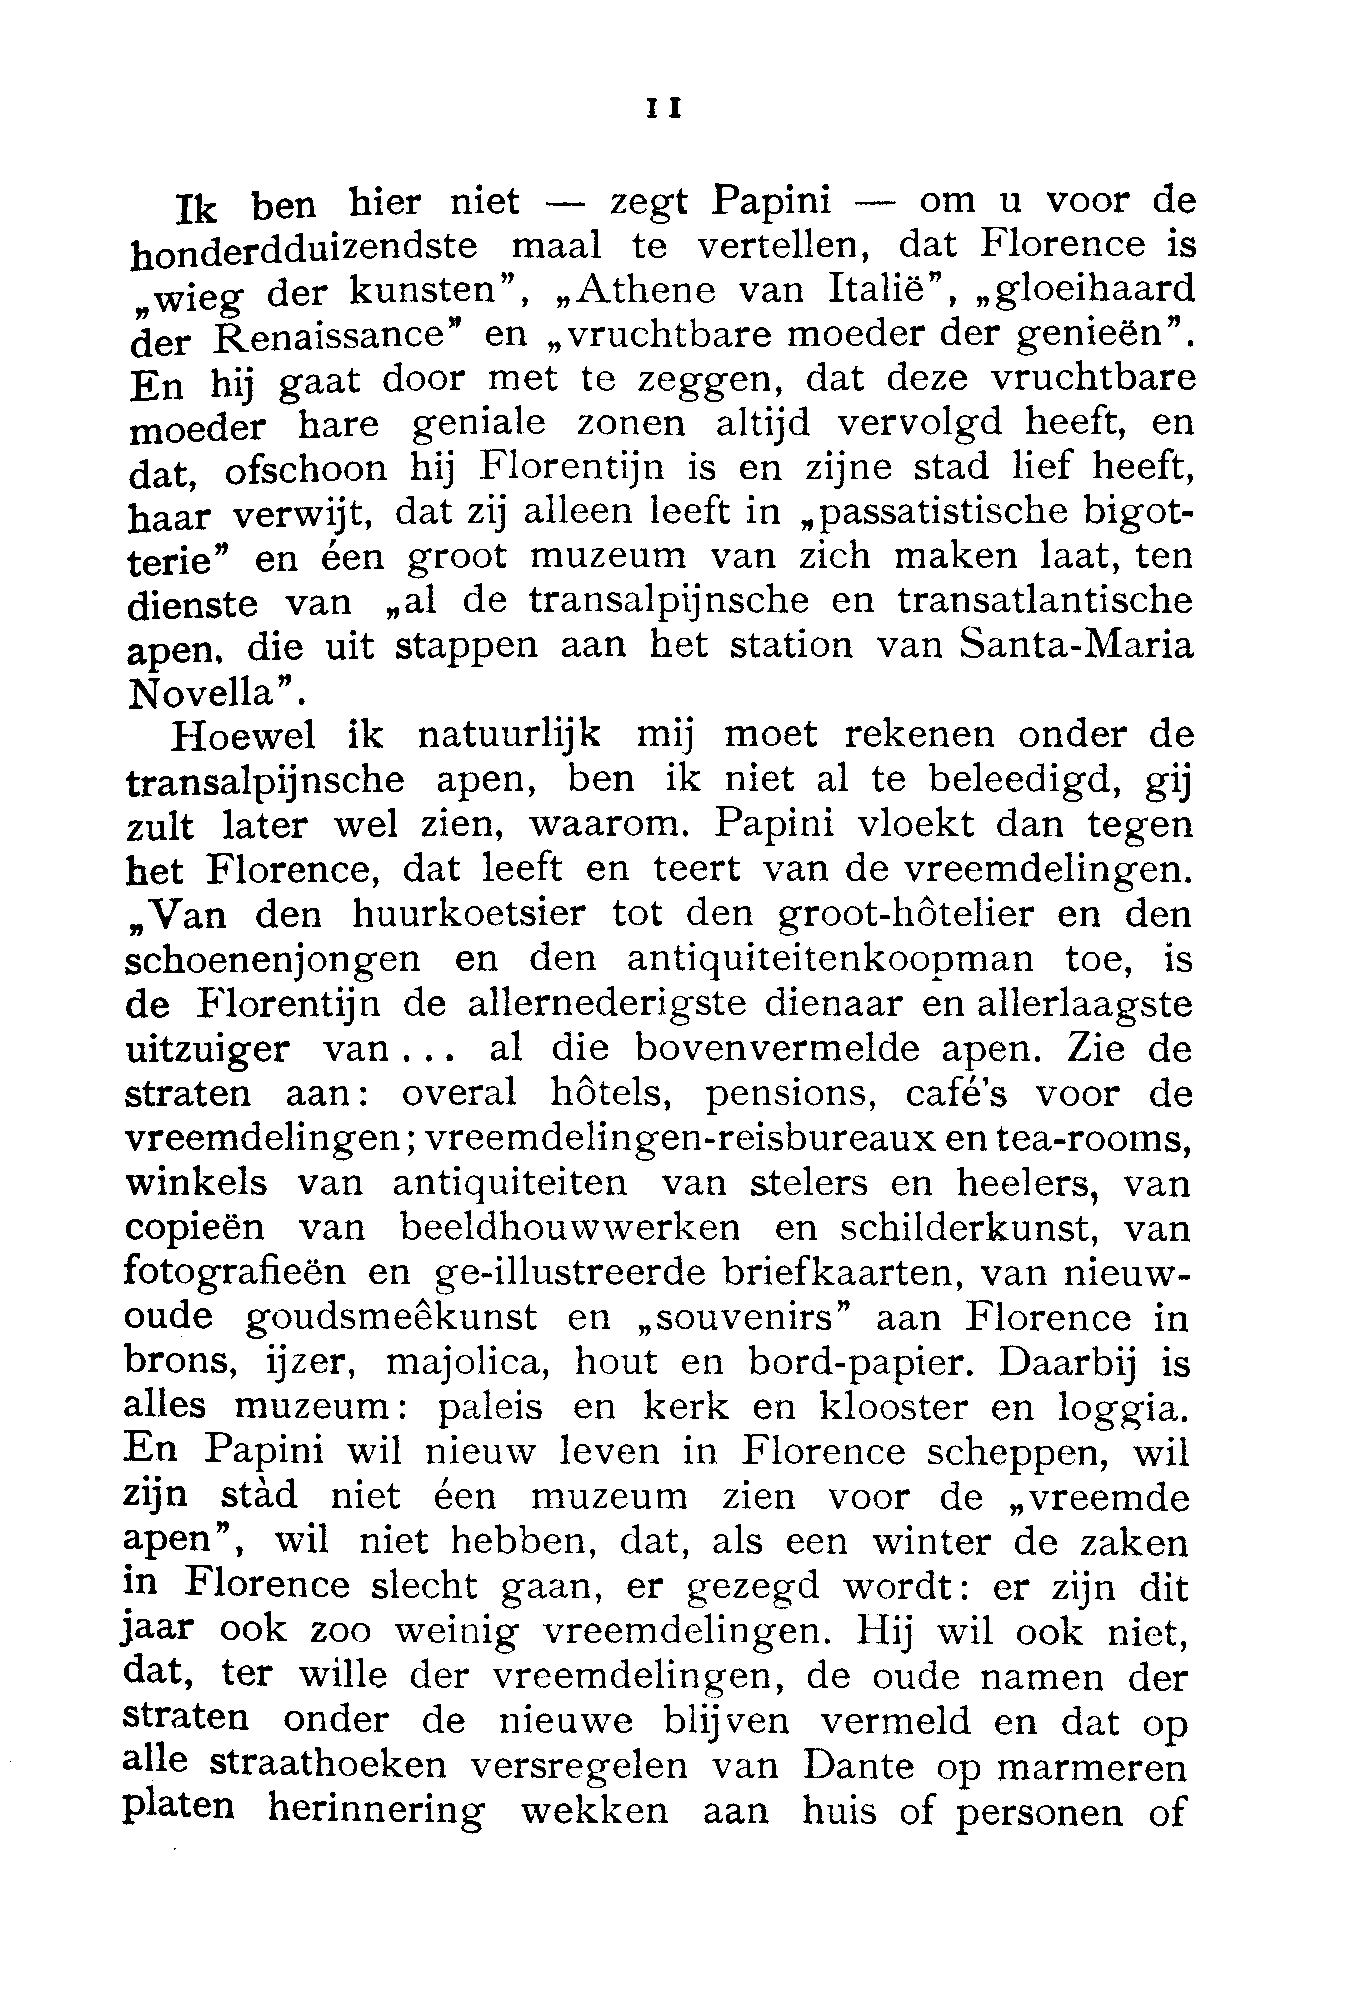 11
Ik ben hier niet — zegt Papini — om u voor de
honderdduizendste maal te vertellen, dat Florence is
„wieg der kunsten”, „Athene van Italië”, „gloeihaard
der Renaissance” en „vruchtbare moeder der genieën”.
En hij gaat door met te zeggen, dat deze vruchtbare
moeder hare geniale zonen altijd vervolgd heeft, en
dat, ofschoon hij Florentijn is en zijne stad lief heeft,
haar verwijt, dat zij alleen leeft in „passatistische bigot-
terie” en éen groot muzeum van zich maken laat, ten
dienste van „al de transalpijnsche en transatlantische
apen, die uit stappen aan het station van Santa-Maria
Novella”.
Hoewel ik natuurlijk mij moet rekenen onder de
transalpijnsche apen, ben ik niet al te beleedigd, gij
zult later wel zien, waarom. Papini vloekt dan tegen
het Florence, dat leeft en teert van de vreemdelingen.
„Van den huurkoetsier tot den groot-hôtelier en den
schoenenjongen en den antiquiteitenkoopman toe, is
de Florentijn de allernederigste dienaar en allerlaagste
uitzuiger van ... al die bovenvermelde apen. Zie de
straten aan: overal hôtels, pensions, café's voor de
vreemdelingen; vreemdelingen-reisbureaux en tea-rooms,
winkels van antiquiteiten van stelers en heelers, van
copieën van beeldhouwwerken en schilderkunst, van
fotografieën en ge-illustreerde briefkaarten, van nieuw-
oude goudsmeêkunst en „souvenirs” aan Florence in
brons, ijzer, majolica, hout en bord-papier. Daarbij is
alles muzeum: paleis en kerk en klooster en loggia.
En Papini wil nieuw leven in Florence scheppen, wil
zijn stàd niet éen muzeum zien voor de „vreemde
apen”, wil niet hebben, dat, als een winter de zaken
in Florence slecht gaan, er gezegd wordt: er zijn dit
jaar ook zoo weinig vreemdelingen. Hij wil ook niet,
dat, ter wille der vreemdelingen, de oude namen der
straten onder de nieuwe blijven vermeld en dat op
alle straathoeken versregelen van Dante op marmeren
platen herinnering wekken aan huis of personen of